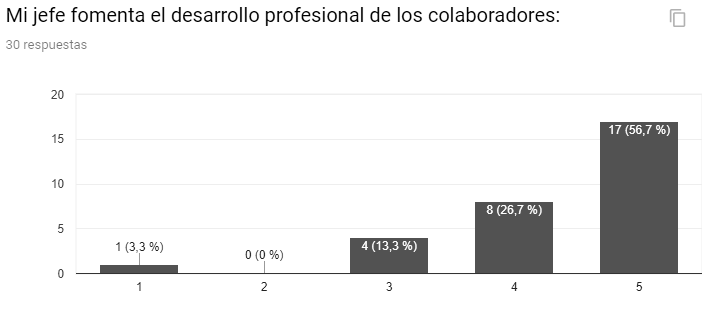 Mi jefe fomenta el desarrollo profesional de los colaboradores:
30 respuestas
20
15
10
5
0
1 (3,3 %)
0 (0 %)
4 (13,3 %)
8 (26,7 %)
17 (56,7 %)
1
2
3
4
5